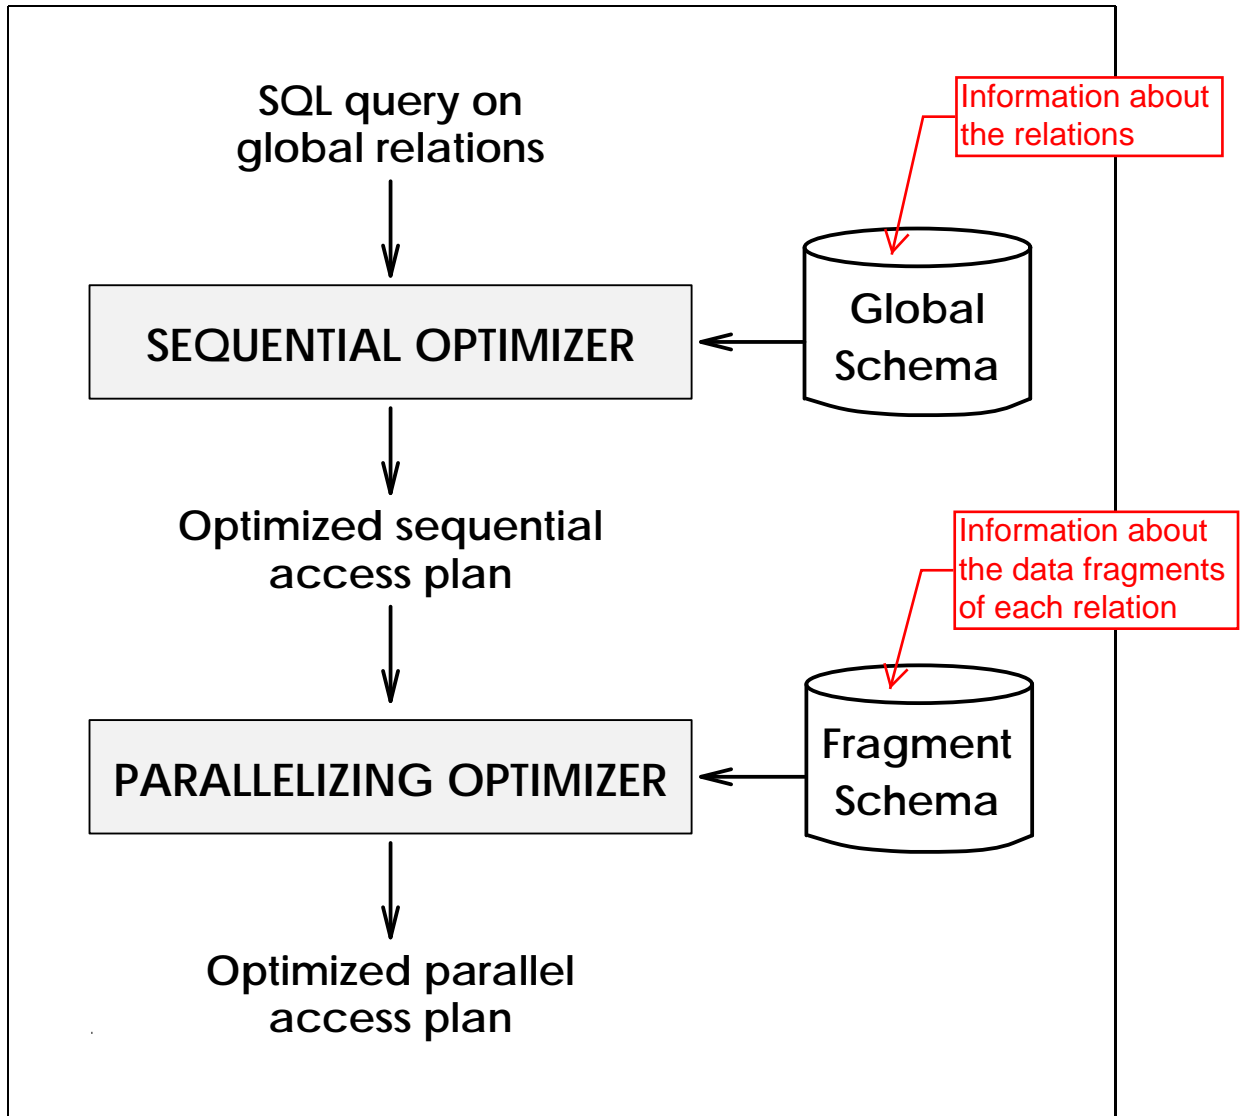 SQL query on
global relations
Information about
the relations
SEQUENTIAL OPTIMIZER
Global
Schema
Optimized sequential
access plan
Information about
the data fragments
of each relation
PARALLELIZING OPTIMIZER
Fragment
Schema
Optimized parallel
access plan